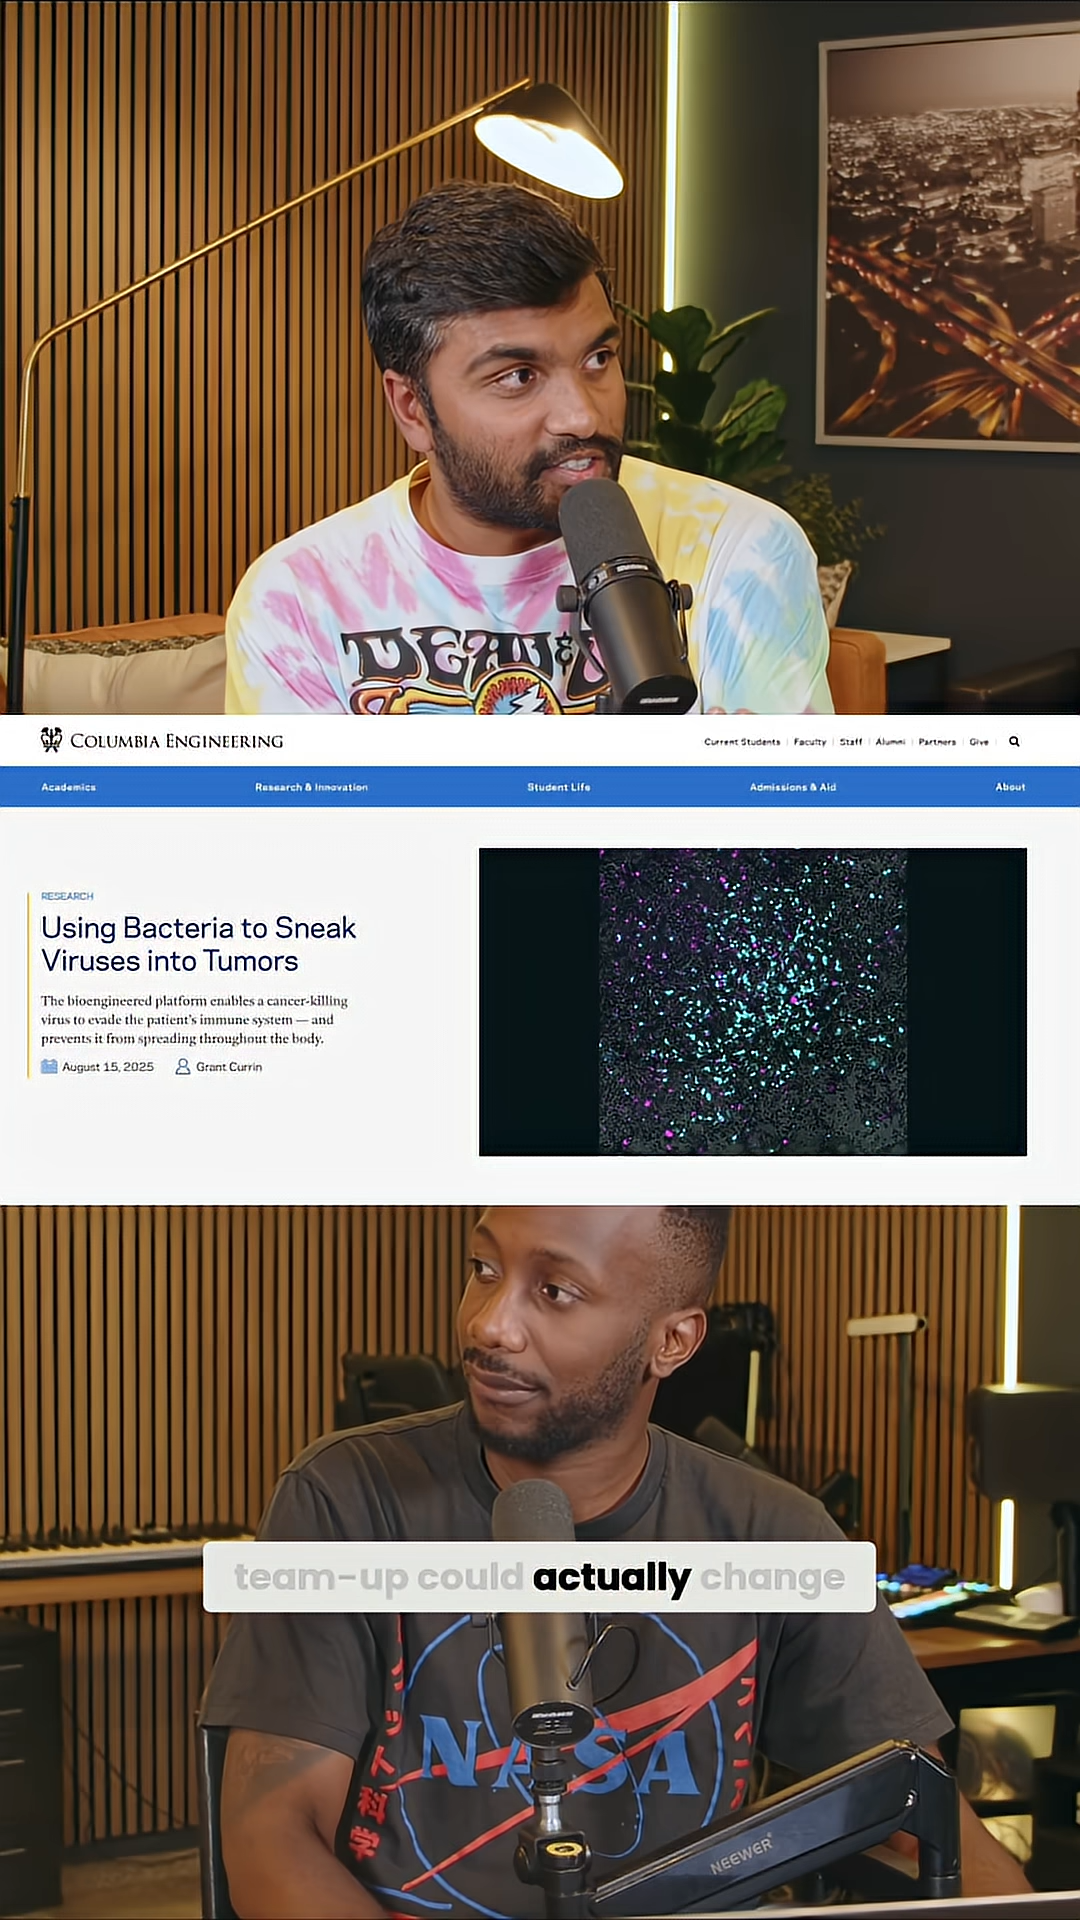 DEAD &
COLUMBIA ENGINEERING
Current Students
Faculty
Staff
Alumni
Partners
Give
Academics
Research & Innovation
Student Life
Admissions & Aid
About
RESEARCH
Using Bacteria to Sneak
Viruses into Tumors
The bioengineered platform enables a cancer-killing
virus to evade the patient's immune system — and
prevents it from spreading throughout the body.
August 15, 2025
Grant Currin
team-up could actually change
NASA
科
学
NEEWER